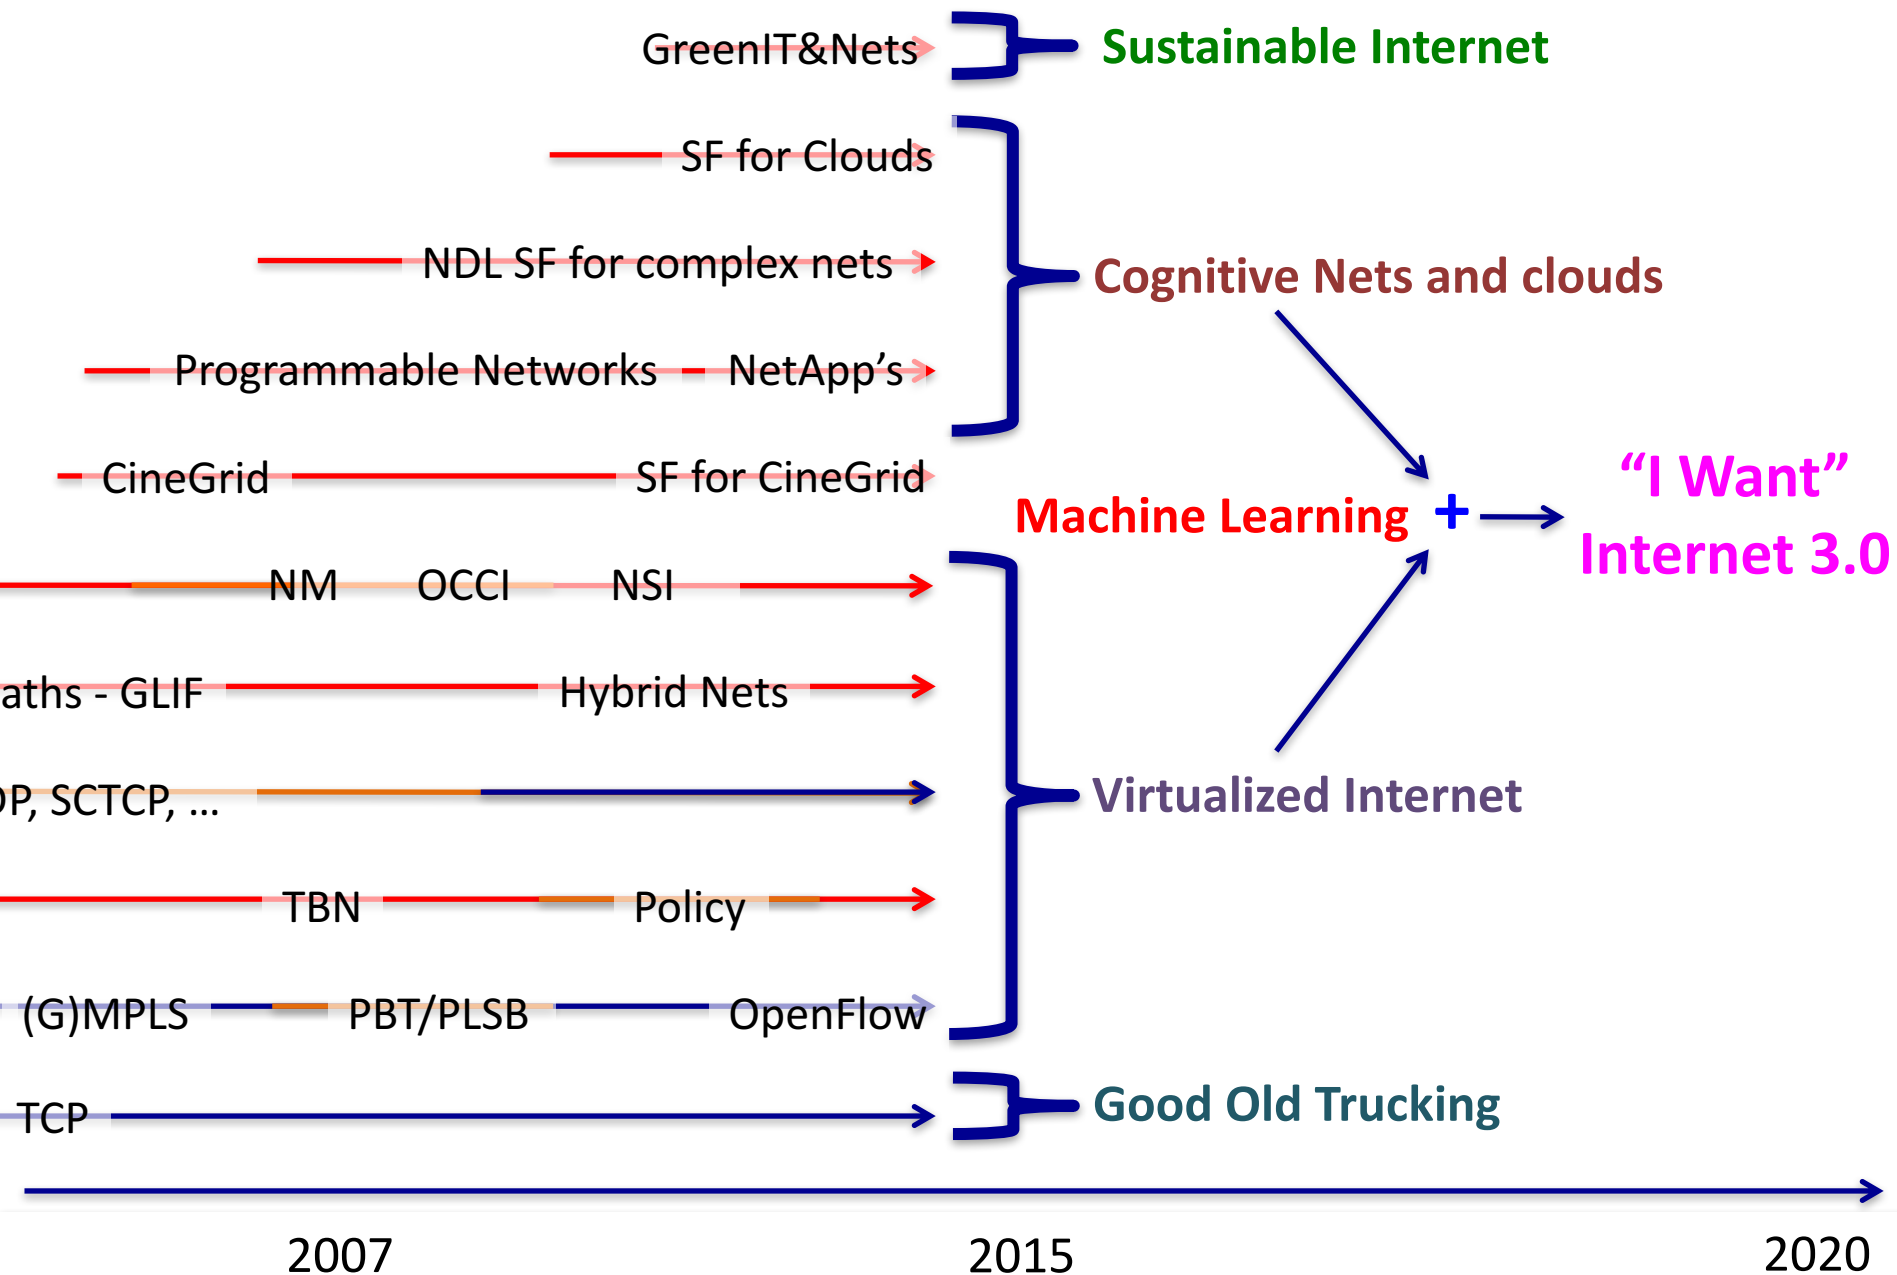 GreenIT&Nets
Sustainable Internet
SF for Clouds
NDL SF for complex nets
Cognitive Nets and clouds
Programmable Networks NetApp’s
CineGrid SF for CineGrid
Machine Learning +
“I Want”
Internet 3.0
NM OCCI NSI
aths - GLIF Hybrid Nets
P, SCTCP, ...
Virtualized Internet
TBN Policy
(G)MPLS PBT/PLSB OpenFlow
TCP
Good Old Trucking
2007 2015 2020